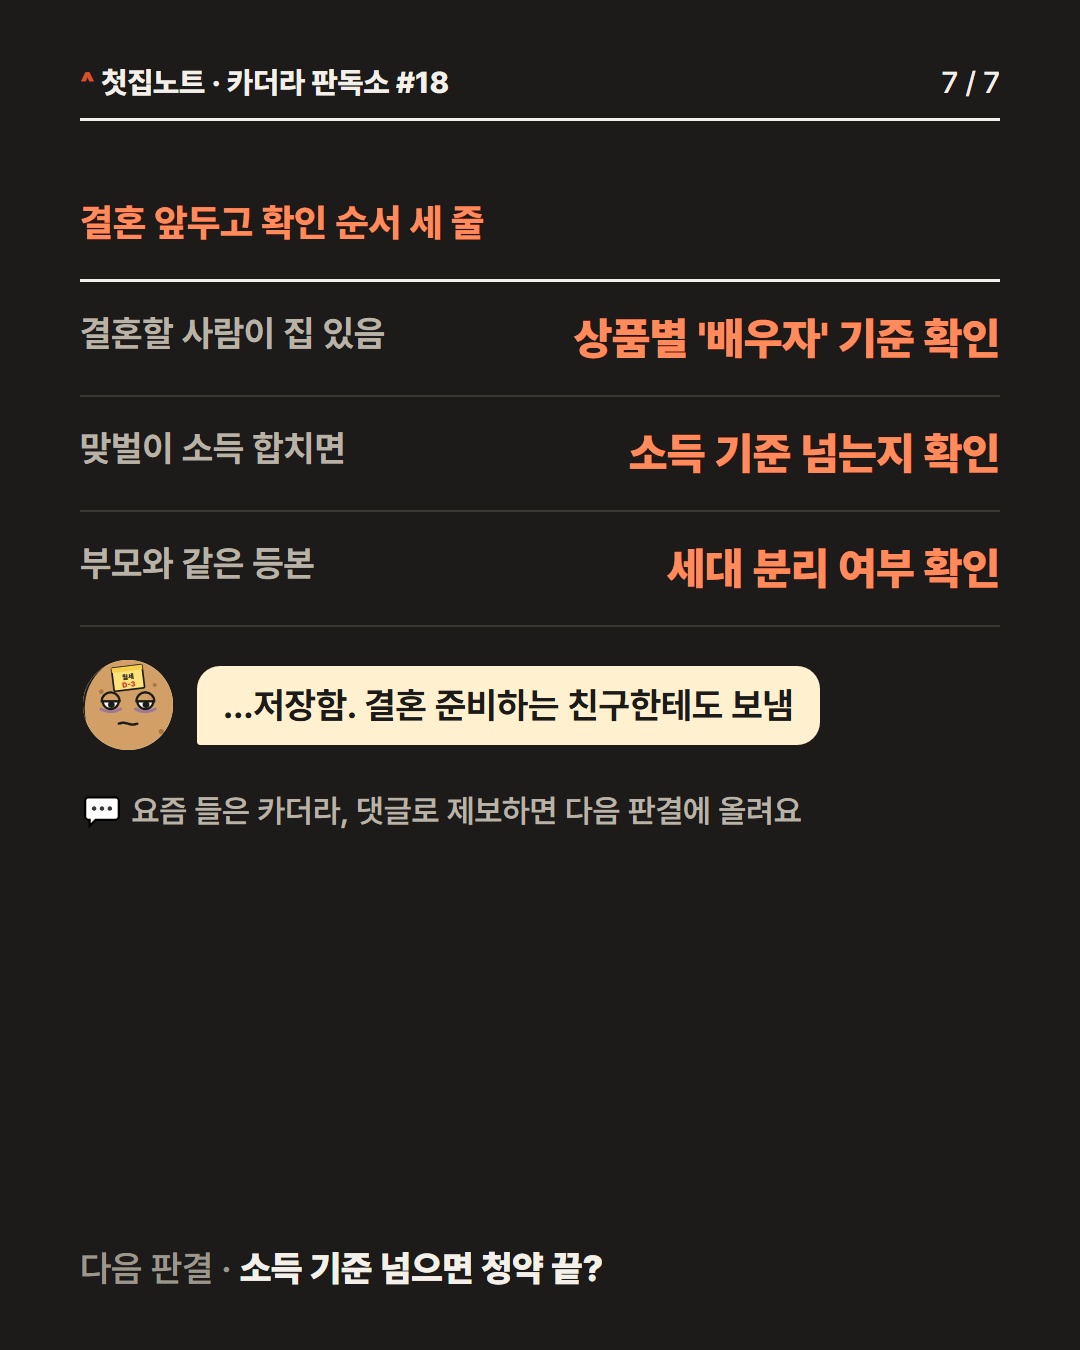 ^ 첫집노트 · 카더라 판독소 #18
7 / 7
결혼 앞두고 확인 순서 세 줄
결혼할 사람이 집 있음
상품별 '배우자' 기준 확인
맞벌이 소득 합치면
소득 기준 넘는지 확인
부모와 같은 등본
세대 분리 여부 확인
월세
D-3
...저장함. 결혼 준비하는 친구한테도 보냄
요즘 들은 카더라, 댓글로 제보하면 다음 판결에 올려요
다음 판결 · 소득 기준 넘으면 청약 끝?